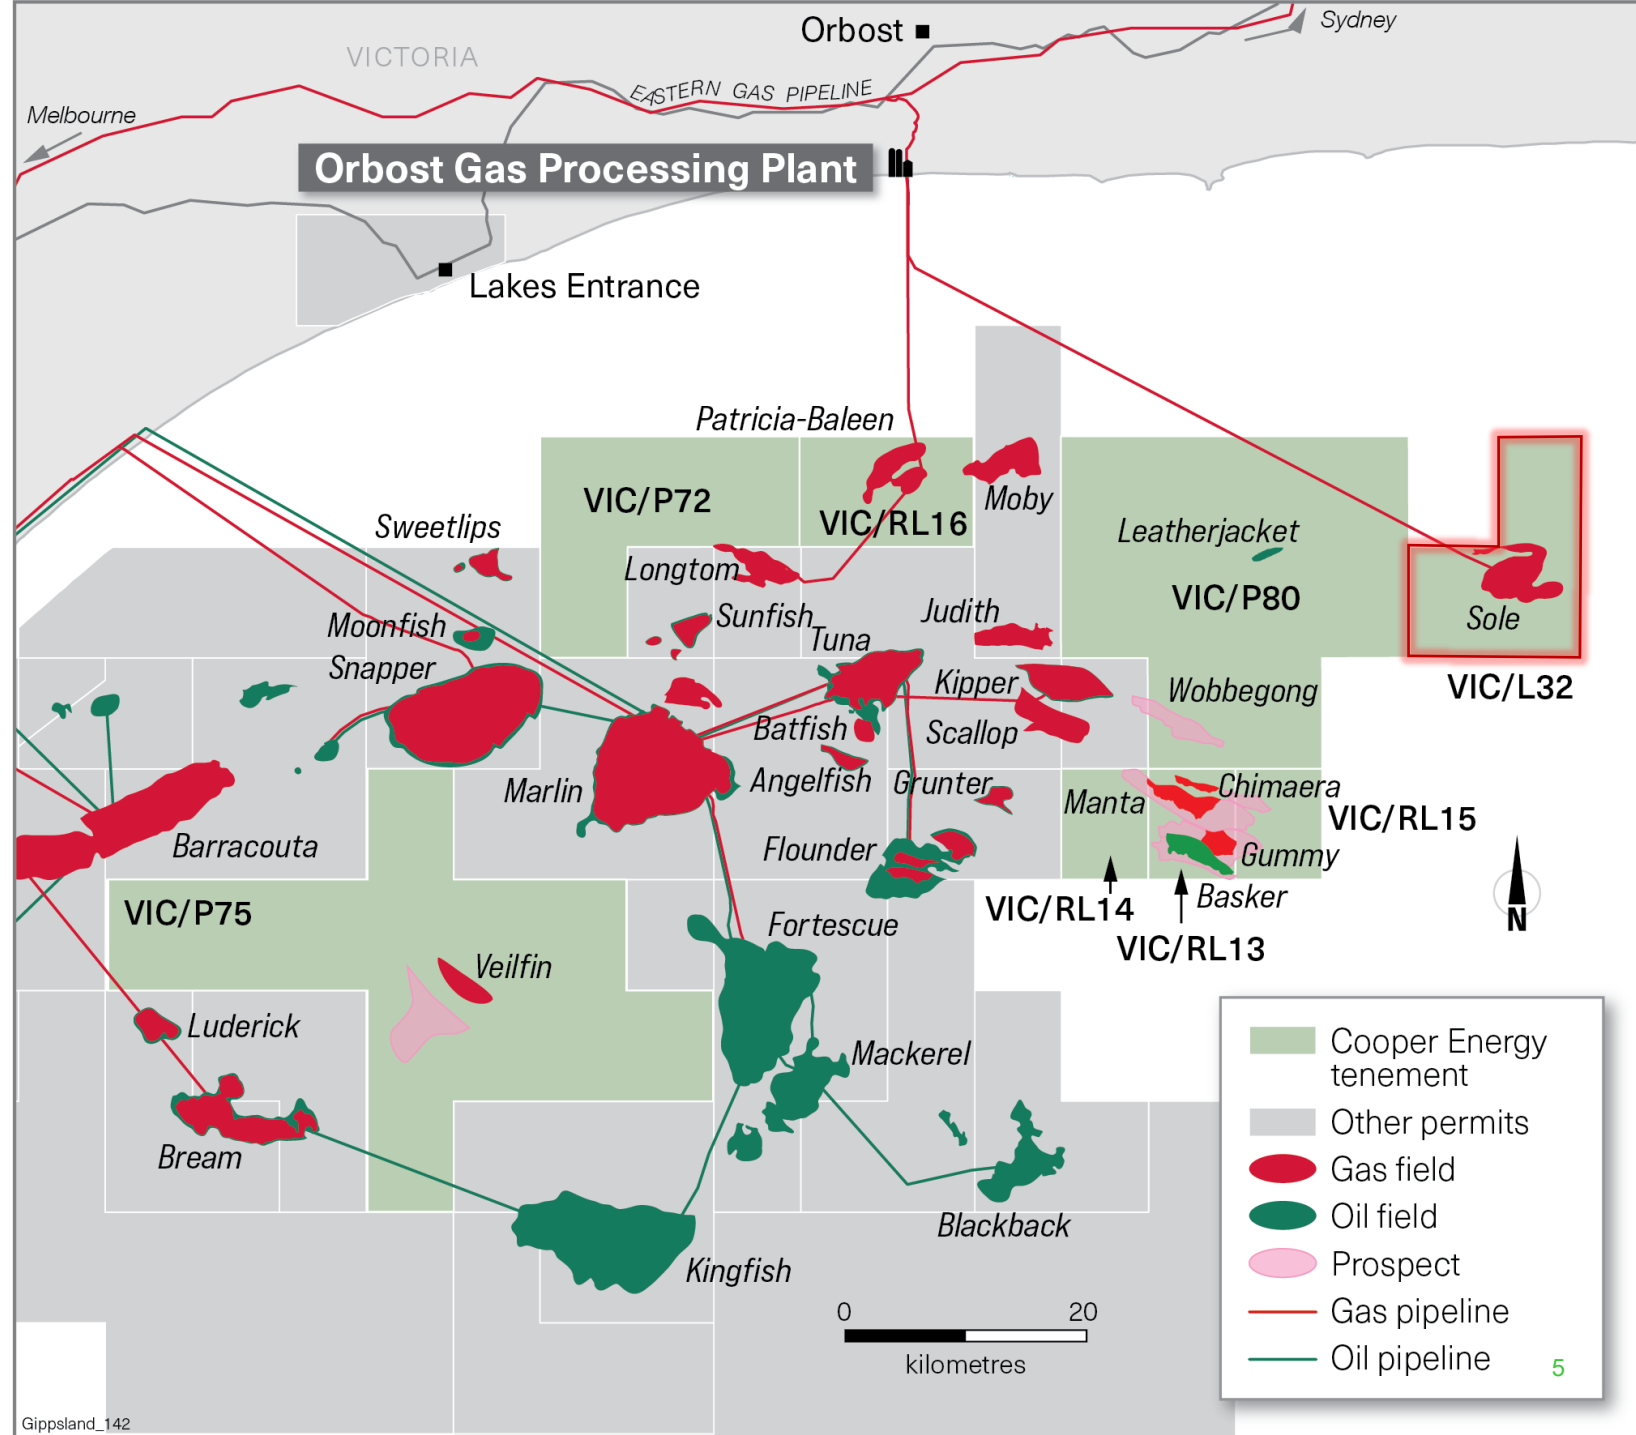 Orbost
Sydney
VICTORIA
EASTERN GAS PIPELINE
Melbourne
Orbost Gas Processing Plant
Lakes Entrance
Patricia-Baleen
VIC/P72
VIC/RL16
Moby
Sweetlips
Leatherjacket
Longtom
VIC/P80
Moonfish
Sunfish
Judith
Sole
Tuna
Snapper
Kipper
Wobbegong
VIC/L32
Batfish
Scallop
Marlin
Angelfish
Grunter
Manta
Chimaera
VIC/RL15
Barracouta
Flounder
Gummy
Basker
VIC/P75
Fortescue
VIC/RL14
VIC/RL13
N
Veilfin
Luderick
Mackerel
Bream
Blackback
Kingfish
Cooper Energy
tenement
Other permits
Gas field
Oil field
Prospect
Gas pipeline
Oil pipeline
5
0 20
kilometres
Gippsland_142